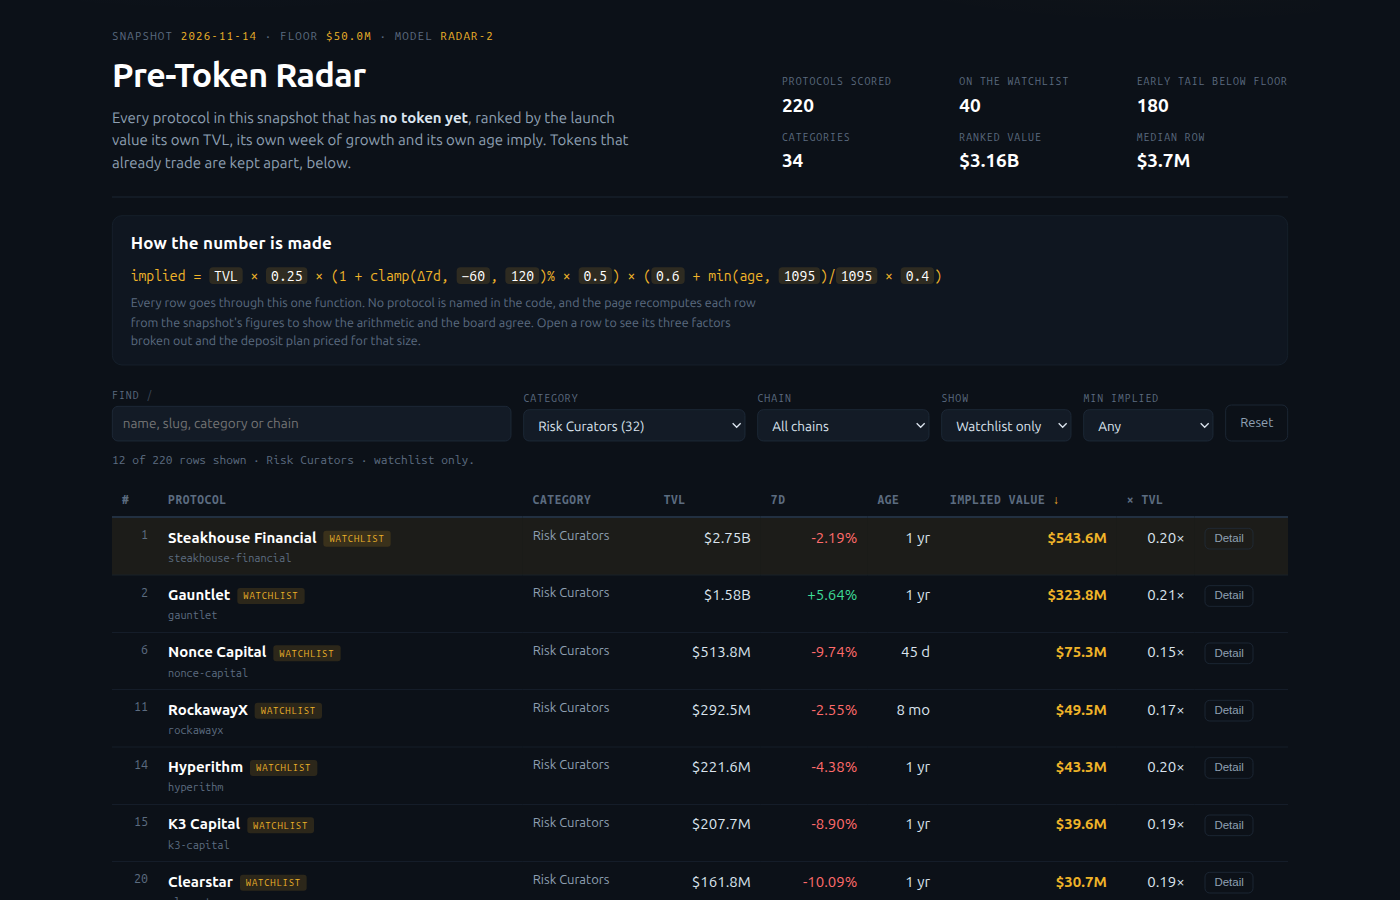 SNAPSHOT 2026-11-14 · FLOOR $50.0M · MODEL RADAR-2
Pre-Token Radar
Every protocol in this snapshot that has no token yet, ranked by the launch
value its own TVL, its own week of growth and its own age imply. Tokens that
already trade are kept apart, below.
PROTOCOLS SCORED ON THE WATCHLIST EARLY TAIL BELOW FLOOR
220 40 180
CATEGORIES RANKED VALUE MEDIAN ROW
34 $3.16B $3.7M
How the number is made
implied = TVL × 0.25 × (1 + clamp(Δ7d, −60, 120)% × 0.5) × (0.6 + min(age, 1095)/1095 × 0.4)
Every row goes through this one function. No protocol is named in the code, and the page recomputes each row
from the snapshot's figures to show the arithmetic and the board agree. Open a row to see its three factors
broken out and the deposit plan priced for that size.
FIND / CATEGORY CHAIN SHOW MIN IMPLIED
name, slug, category or chain Risk Curators (32) All chains Watchlist only Any Reset
12 of 220 rows shown · Risk Curators · watchlist only.
# PROTOCOL CATEGORY TVL 7D AGE IMPLIED VALUE ↓ × TVL
1 Steakhouse Financial WATCHLIST Risk Curators $2.75B -2.19% 1 yr $543.6M 0.20× Detail
steakhouse-financial
2 Gauntlet WATCHLIST Risk Curators $1.58B +5.64% 1 yr $323.8M 0.21× Detail
gauntlet
6 Nonce Capital WATCHLIST Risk Curators $513.8M -9.74% 45 d $75.3M 0.15× Detail
nonce-capital
11 RockawayX WATCHLIST Risk Curators $292.5M -2.55% 8 mo $49.5M 0.17× Detail
rockawayx
14 Hyperithm WATCHLIST Risk Curators $221.6M -4.38% 1 yr $43.3M 0.20× Detail
hyperithm
15 K3 Capital WATCHLIST Risk Curators $207.7M -8.90% 1 yr $39.6M 0.19× Detail
k3-capital
20 Clearstar WATCHLIST Risk Curators $161.8M -10.09% 1 yr $30.7M 0.19× Detail